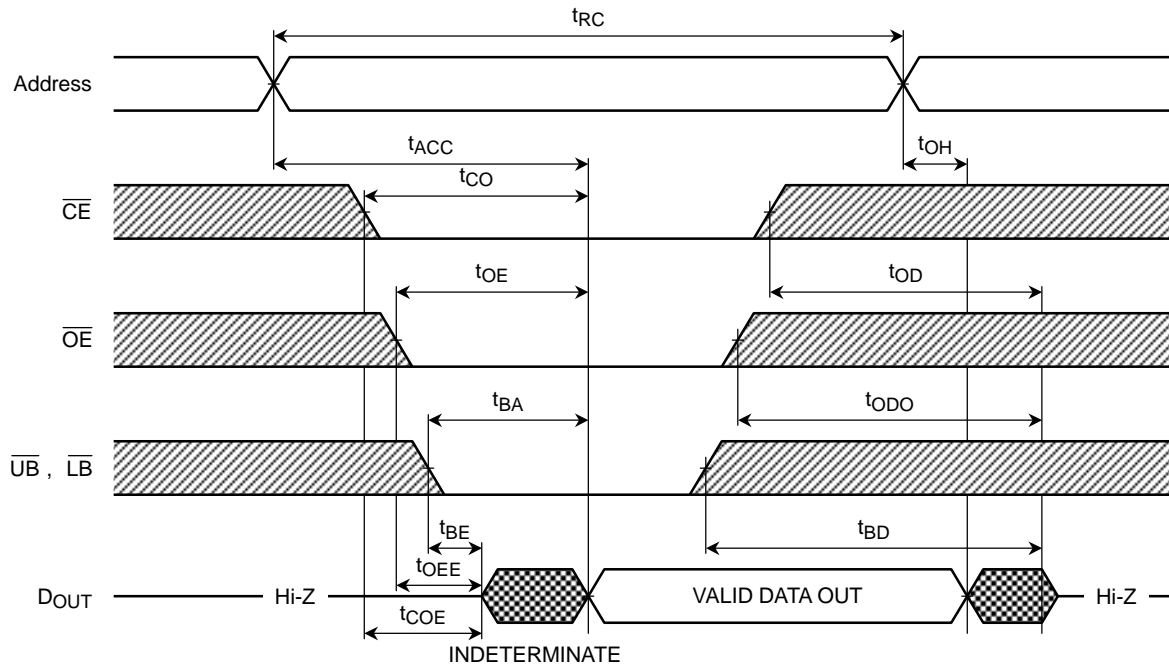 tRC
Address
tACC
tOH
tCO
CE
tOE
tOD
OE
tBA
tODO
UB , LB
tBE
tBD
tOEE
DOUT
Hi-Z
VALID DATA OUT
Hi-Z
tCOE
INDETERMINATE